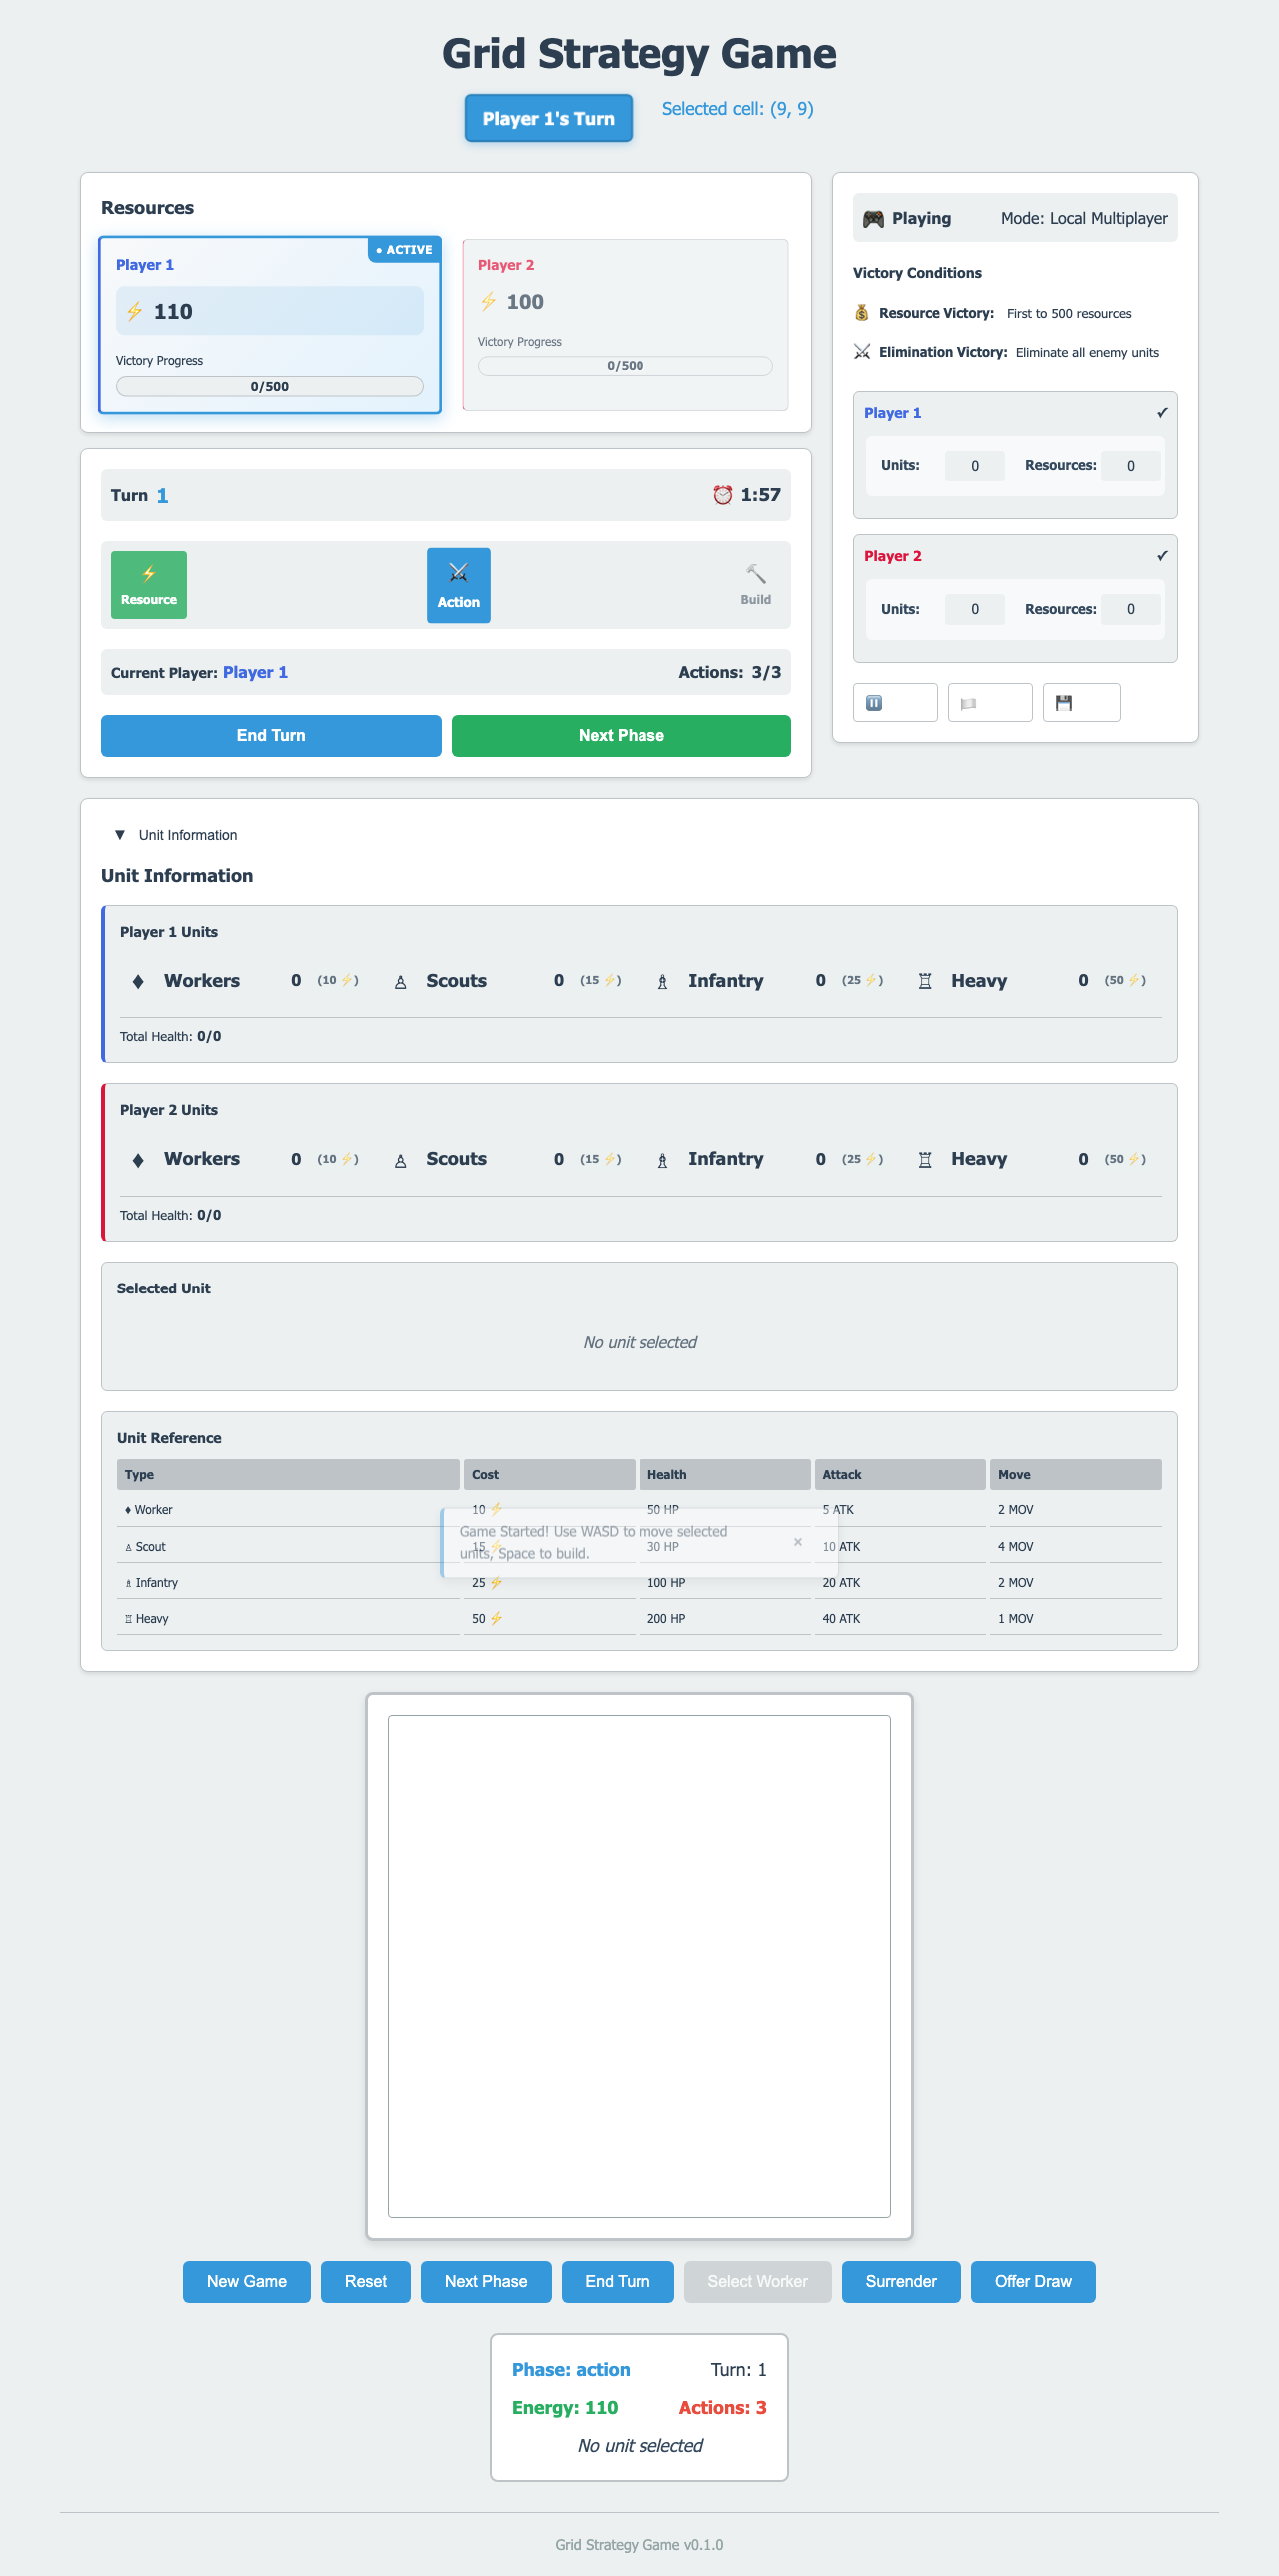 Grid Strategy Game
Player 1's Turn
Selected cell: (9, 9)
Resources
Player 1
● ACTIVE
⚡ 110
Victory Progress
0/500
Player 2
⚡ 100
Victory Progress
0/500
🎮 Playing
Mode: Local Multiplayer
Victory Conditions
💰 Resource Victory: First to 500 resources
⚔️ Elimination Victory: Eliminate all enemy units
Player 1 ✓
Units: 0 Resources: 0
Player 2 ✓
Units: 0 Resources: 0
Turn 1
⏰ 1:57
⚡ Resource
⚔️ Action
🔨 Build
Current Player: Player 1
Actions: 3/3
End Turn
Next Phase
▼ Unit Information
Unit Information
Player 1 Units
♦ Workers 0 (10 ⚡) ♙ Scouts 0 (15 ⚡) ♗ Infantry 0 (25 ⚡) ♖ Heavy 0 (50 ⚡)
Total Health: 0/0
Player 2 Units
♦ Workers 0 (10 ⚡) ♙ Scouts 0 (15 ⚡) ♗ Infantry 0 (25 ⚡) ♖ Heavy 0 (50 ⚡)
Total Health: 0/0
Selected Unit
No unit selected
Unit Reference
Type Cost Health Attack Move
♦ Worker 10 ⚡ 50 HP 5 ATK 2 MOV
♙ Scout 15 ⚡ 30 HP 10 ATK 4 MOV
♗ Infantry 25 ⚡ 100 HP 20 ATK 2 MOV
♖ Heavy 50 ⚡ 200 HP 40 ATK 1 MOV
Game Started! Use WASD to move selected
units, Space to build.
×
New Game
Reset
Next Phase
End Turn
Select Worker
Surrender
Offer Draw
Phase: action
Turn: 1
Energy: 110
Actions: 3
No unit selected
Grid Strategy Game v0.1.0